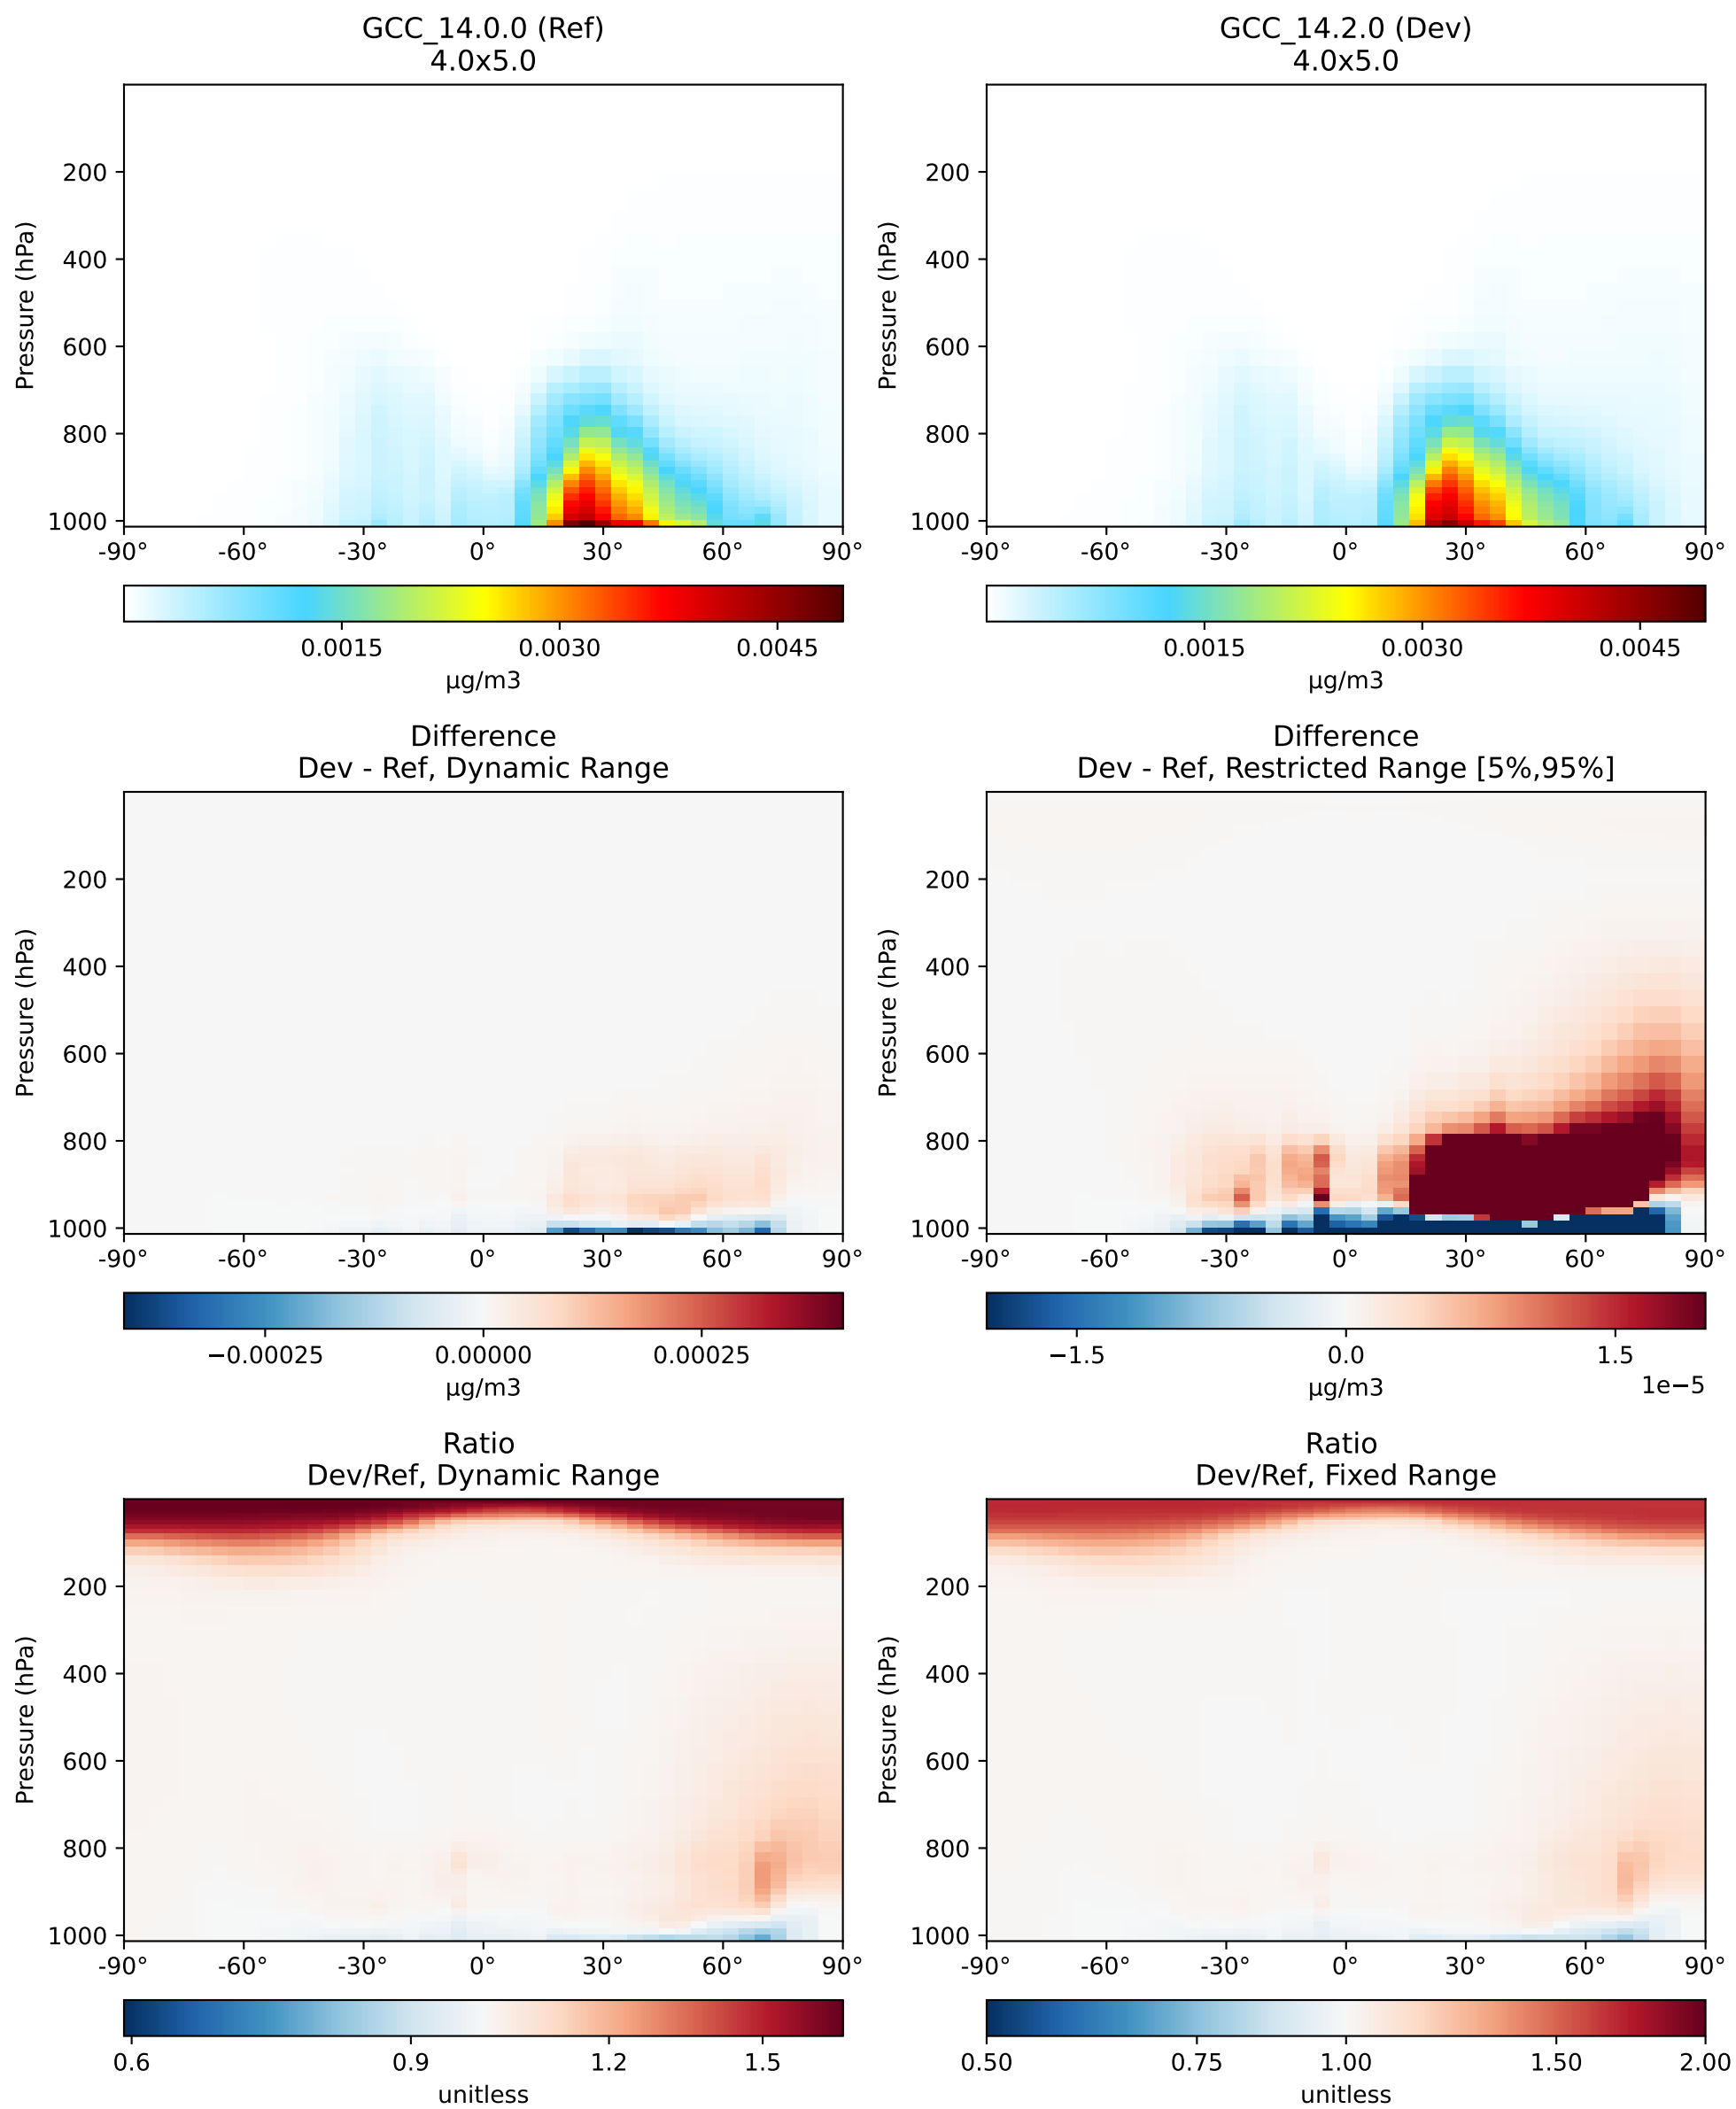 GCC_14.0.0 (Ref)
4.0x5.0
Pressure (hPa)
200
400
600
800
1000
-90° -60° -30° 0° 30° 60° 90°
0.0015 0.0030 0.0045
μg/m3
GCC_14.2.0 (Dev)
4.0x5.0
Pressure (hPa)
200
400
600
800
1000
-90° -60° -30° 0° 30° 60° 90°
0.0015 0.0030 0.0045
μg/m3
Difference
Dev - Ref, Dynamic Range
Pressure (hPa)
200
400
600
800
1000
-90° -60° -30° 0° 30° 60° 90°
−0.00025 0.00000 0.00025
μg/m3
Difference
Dev - Ref, Restricted Range [5%,95%]
Pressure (hPa)
200
400
600
800
1000
-90° -60° -30° 0° 30° 60° 90°
−1.5 0.0 1.5
μg/m3
1e−5
Ratio
Dev/Ref, Dynamic Range
Pressure (hPa)
200
400
600
800
1000
-90° -60° -30° 0° 30° 60° 90°
0.6 0.9 1.2 1.5
unitless
Ratio
Dev/Ref, Fixed Range
Pressure (hPa)
200
400
600
800
1000
-90° -60° -30° 0° 30° 60° 90°
0.50 0.75 1.00 1.50 2.00
unitless